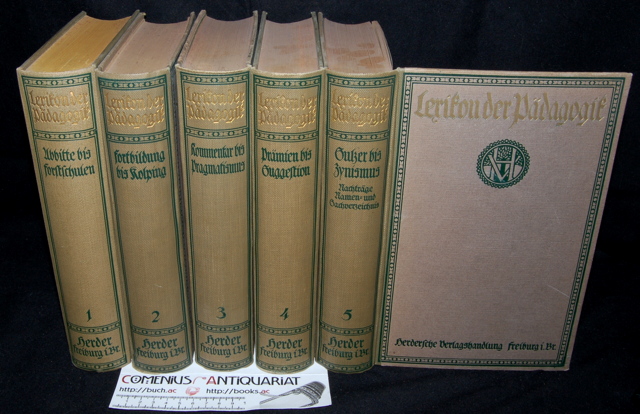 Lexikon der
Pädagogik
Abbitte bis
Forstschulen
1
Herder
Freiburg i. Br.
Lexikon der
Pädagogik
Fortbildung
bis Kolping
2
Herder
Freiburg i. Br.
Lexikon der
Pädagogik
Kommentar bis
Pragmatismus
3
Herder
Freiburg i. Br.
Lexikon der
Pädagogik
Prämien bis
Suggestion
4
Herder
Freiburg i. Br.
Lexikon der
Pädagogik
Sulzer bis
Zynismus
Nachträge
Namen- und
Sachverzeichnis
5
Herder
Freiburg i. Br.
Lexikon der Pädagogik
Herdersche Verlagshandlung Freiburg i. Br.
COMENIUS ANTIQUARIAT
http://buch.ac http://books.ac